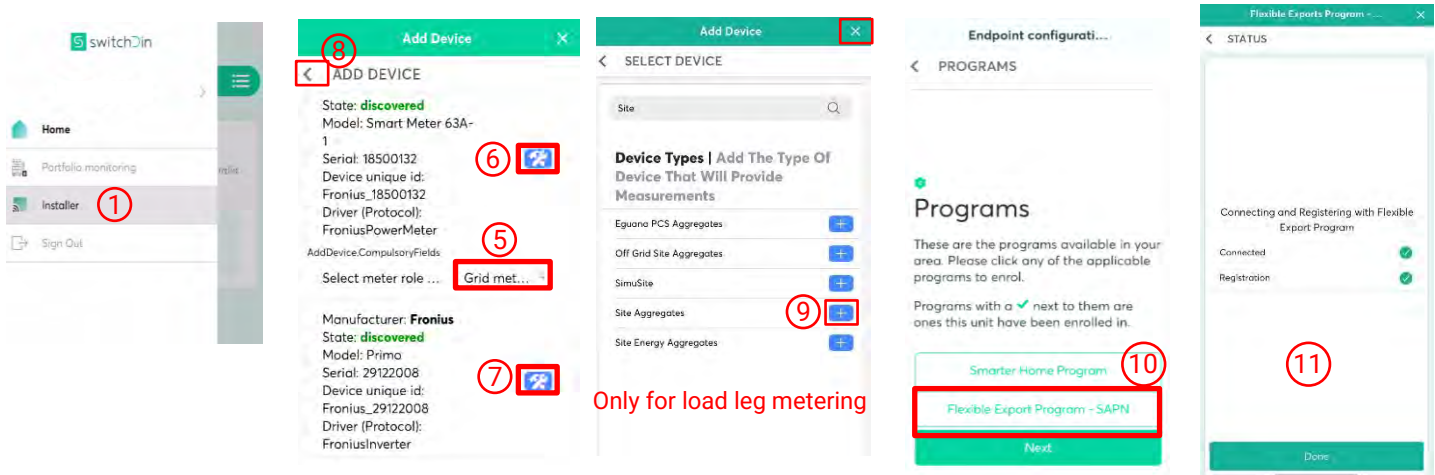 switchDin
Home
Portfolio monitoring
Installer
1
Sign Out
8
Add Device
ADD DEVICE
State: discovered
Model: Smart Meter 63A-
1
Serial: 18500132
6
Device unique id:
Fronius_18500132
Driver (Protocol):
FroniusPowerMeter
5
AddDevice.CompulsoryFields
Select meter role ...
Grid met...
Manufacturer: Fronius
State: discovered
Model: Primo
Serial: 29122008
7
Device unique id:
Fronius_29122008
Driver (Protocol):
FroniusInverter
Add Device
SELECT DEVICE
Site
Device Types | Add The Type Of
Device That Will Provide
Measurements
Eguana PCS Aggregates
Off Grid Site Aggregates
SimuSite
Site Aggregates
9
Site Energy Aggregates
Only for load leg metering
Endpoint configurati...
PROGRAMS
Programs
These are the programs available in your
area. Please click any of the applicable
programs to enrol.
Programs with a ✓ next to them are
ones this unit have been enrolled in.
Smarter Home Program
10
Flexible Export Program - SAPN
Next
Flexible Exports Program - ...
STATUS
Connecting and Registering with Flexible
Export Program
Connected
Registration
11
Done